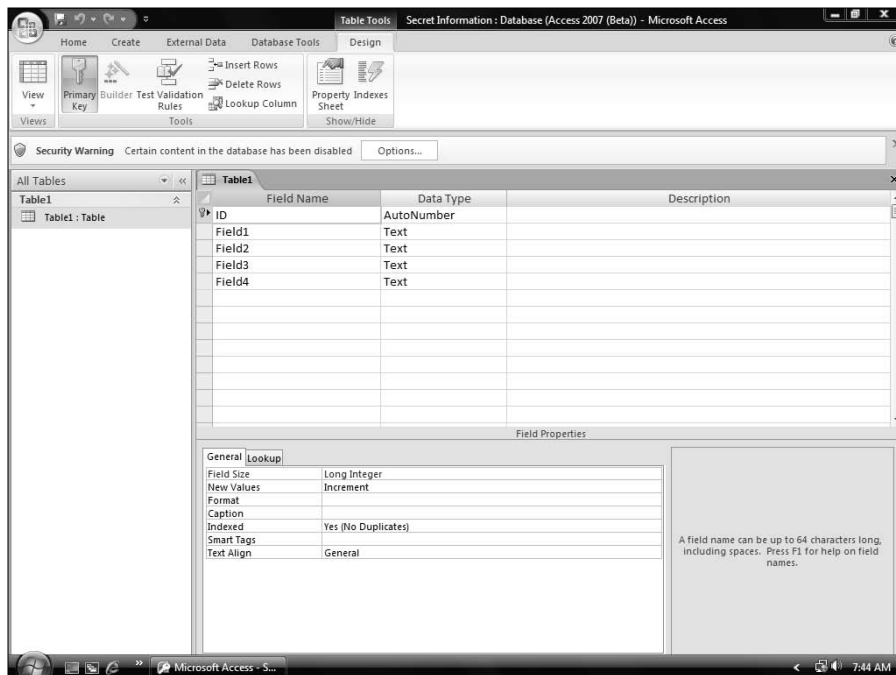 Table Tools Secret Information : Database (Access 2007 (Beta)) - Microsoft Access
Home Create External Data Database Tools Design
View Primary Key Builder Test Validation Rules Insert Rows Delete Rows Lookup Column Property Sheet Indexes
Views Tools Show/Hide
Security Warning Certain content in the database has been disabled Options...
All Tables Table1
Table1 Field Name Data Type Description
Table1 : Table ID AutoNumber
Field1 Text
Field2 Text
Field3 Text
Field4 Text
Field Properties
General Lookup
Field Size Long Integer
New Values Increment
Format
Caption
Indexed Yes (No Duplicates)
Smart Tags
Text Align General
A field name can be up to 64 characters long,
including spaces. Press F1 for help on field
names.
Microsoft Access - S... 7:44 AM